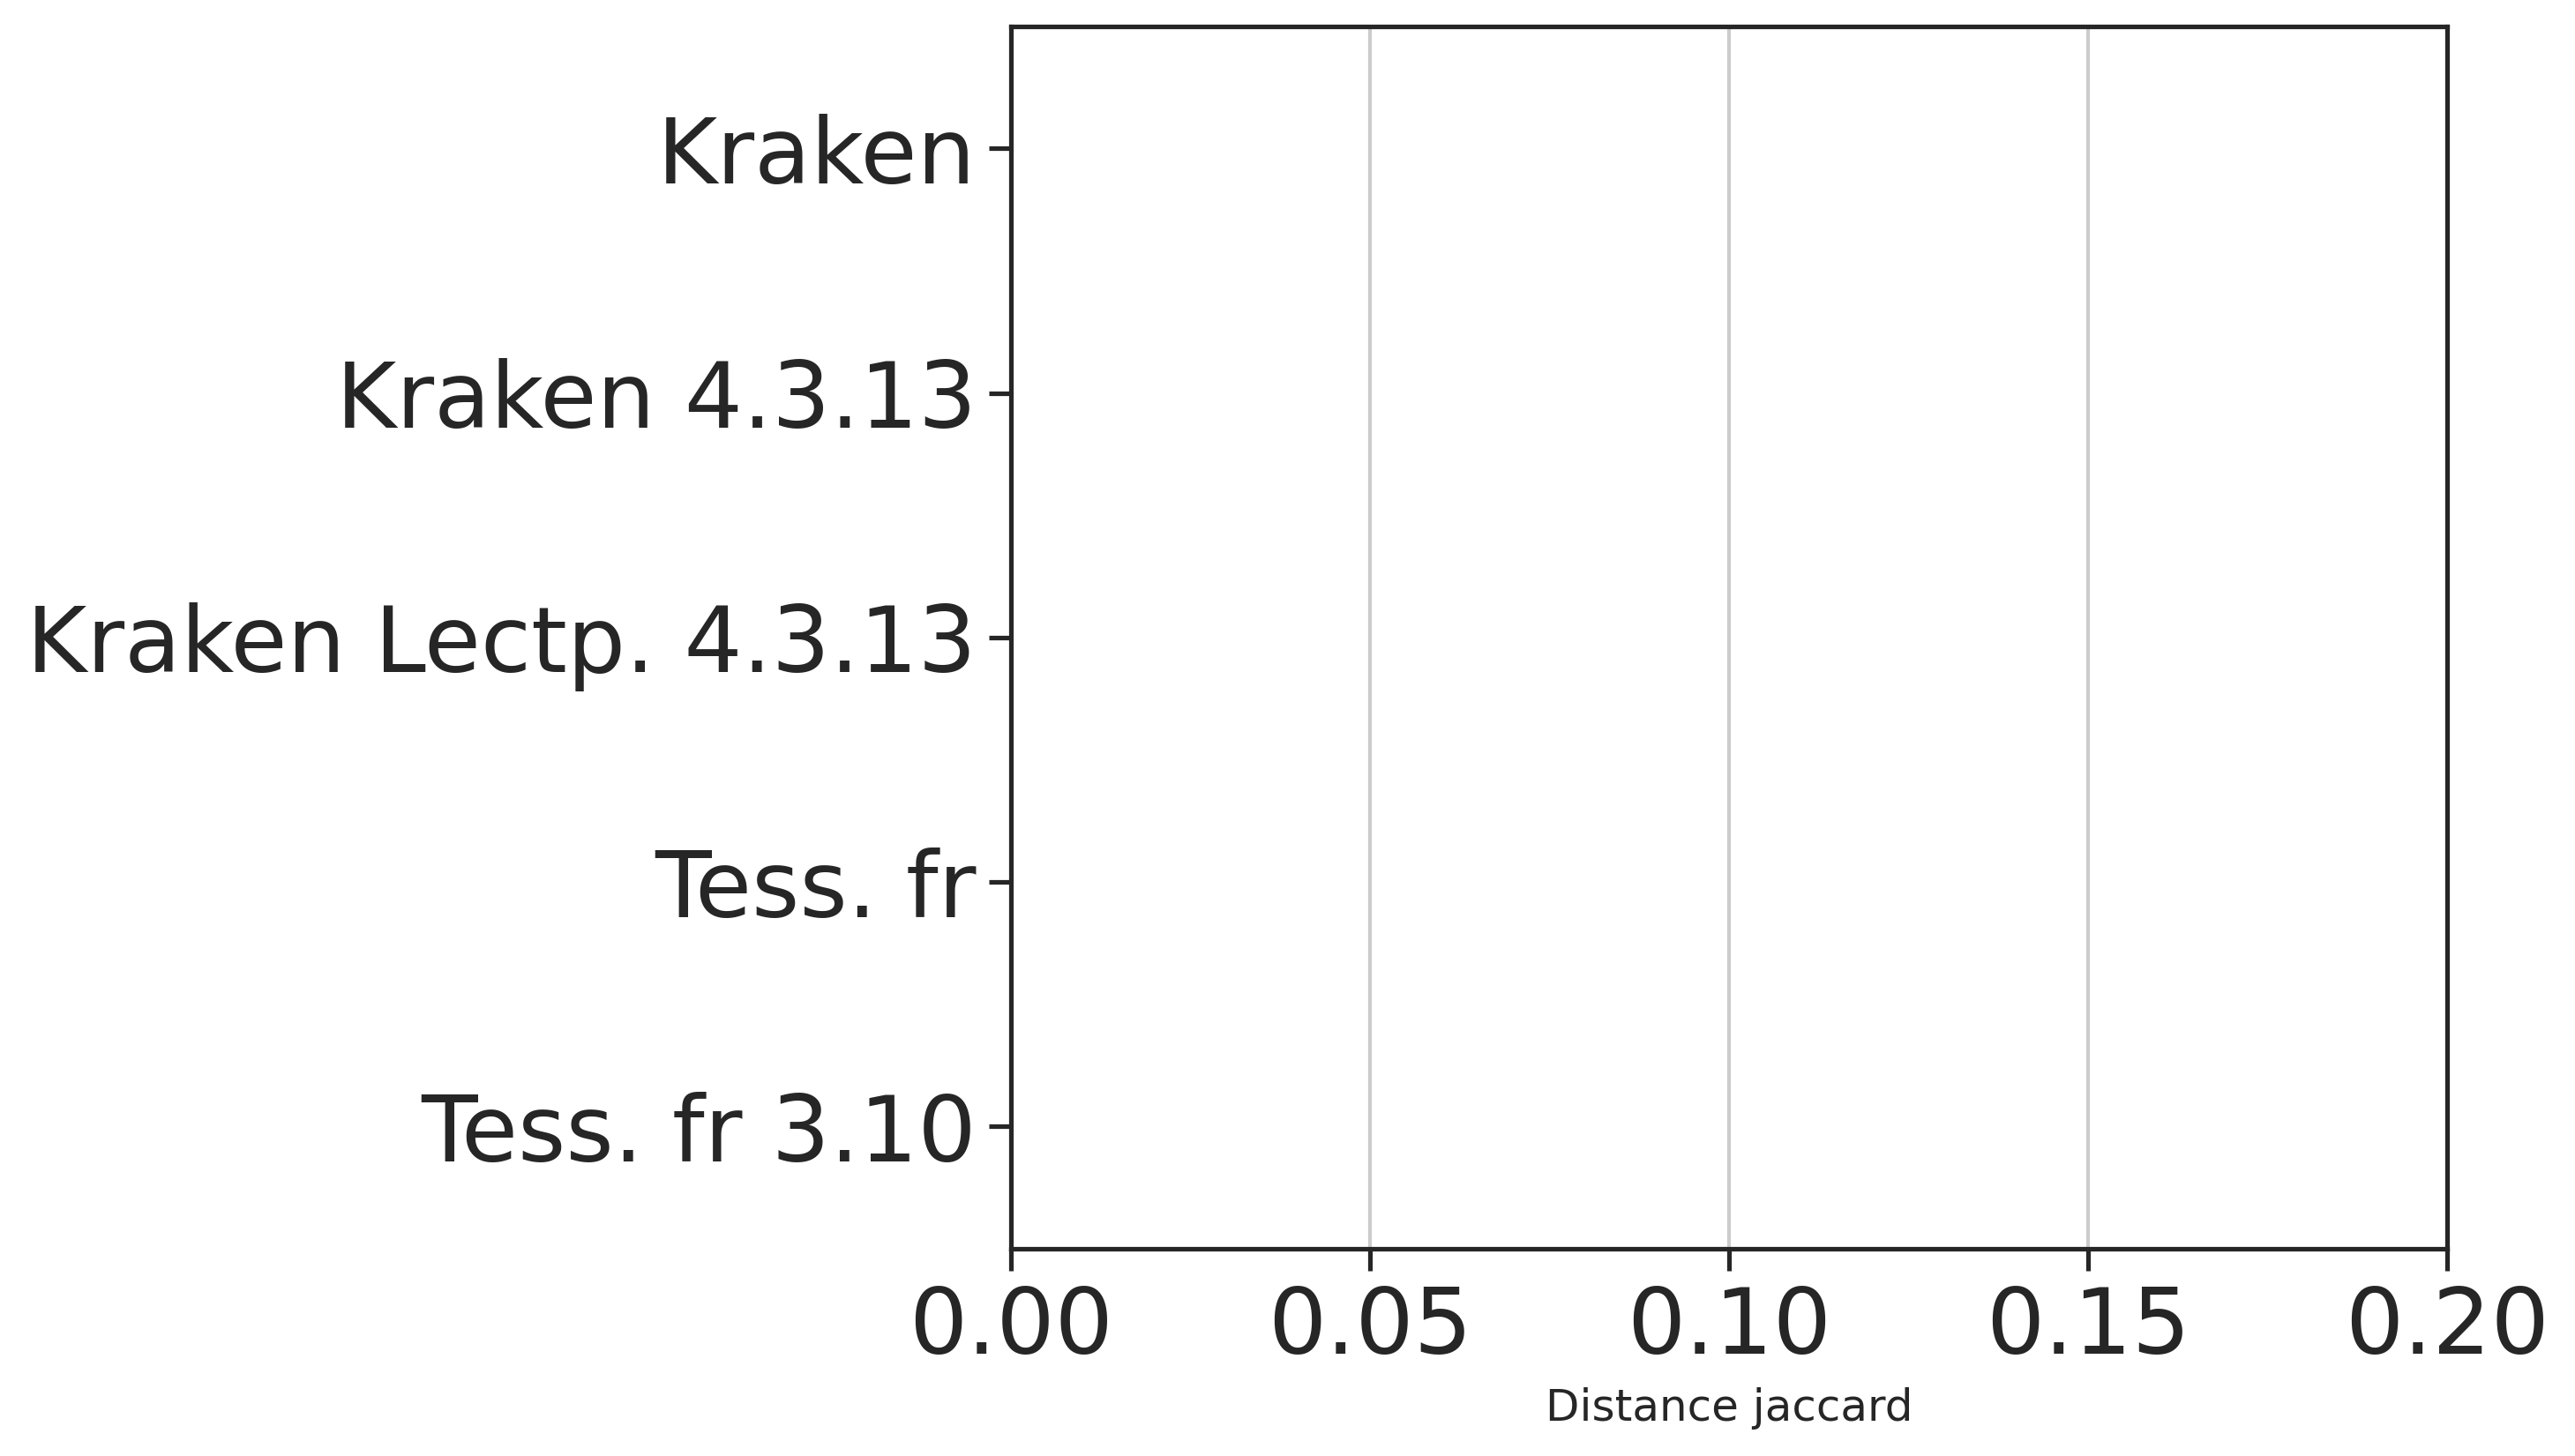 Kraken
Kraken 4.3.13
Kraken Lectp. 4.3.13
Tess. fr
Tess. fr 3.10
0.00 0.05 0.10 0.15 0.20
Distance jaccard